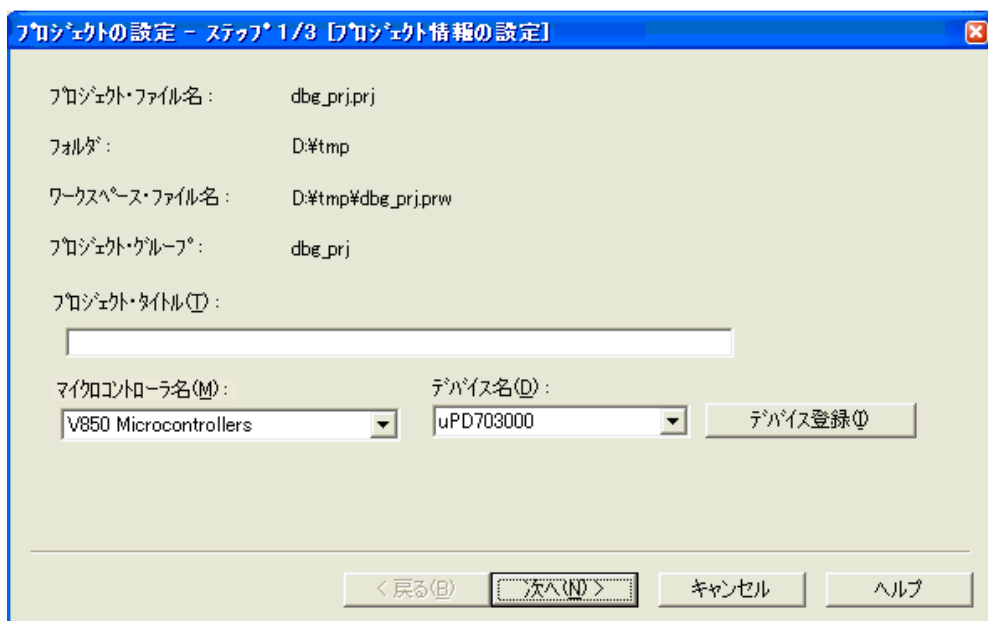 プロジェクトの設定 - ステップ 1/3 [プロジェクト情報の設定]
プロジェクト・ファイル名 : dbg_prj.prj
フォルダ : D:¥tmp
ワークスペース・ファイル名 : D:¥tmp¥dbg_prj.prw
プロジェクト・グループ : dbg_prj
プロジェクト・タイトル(T) :
マイクロコントローラ名(M) : デバイス名(D) :
V850 Microcontrollers uPD703000 デバイス登録(I)
< 戻る(B) 次へ(N) > キャンセル ヘルプ